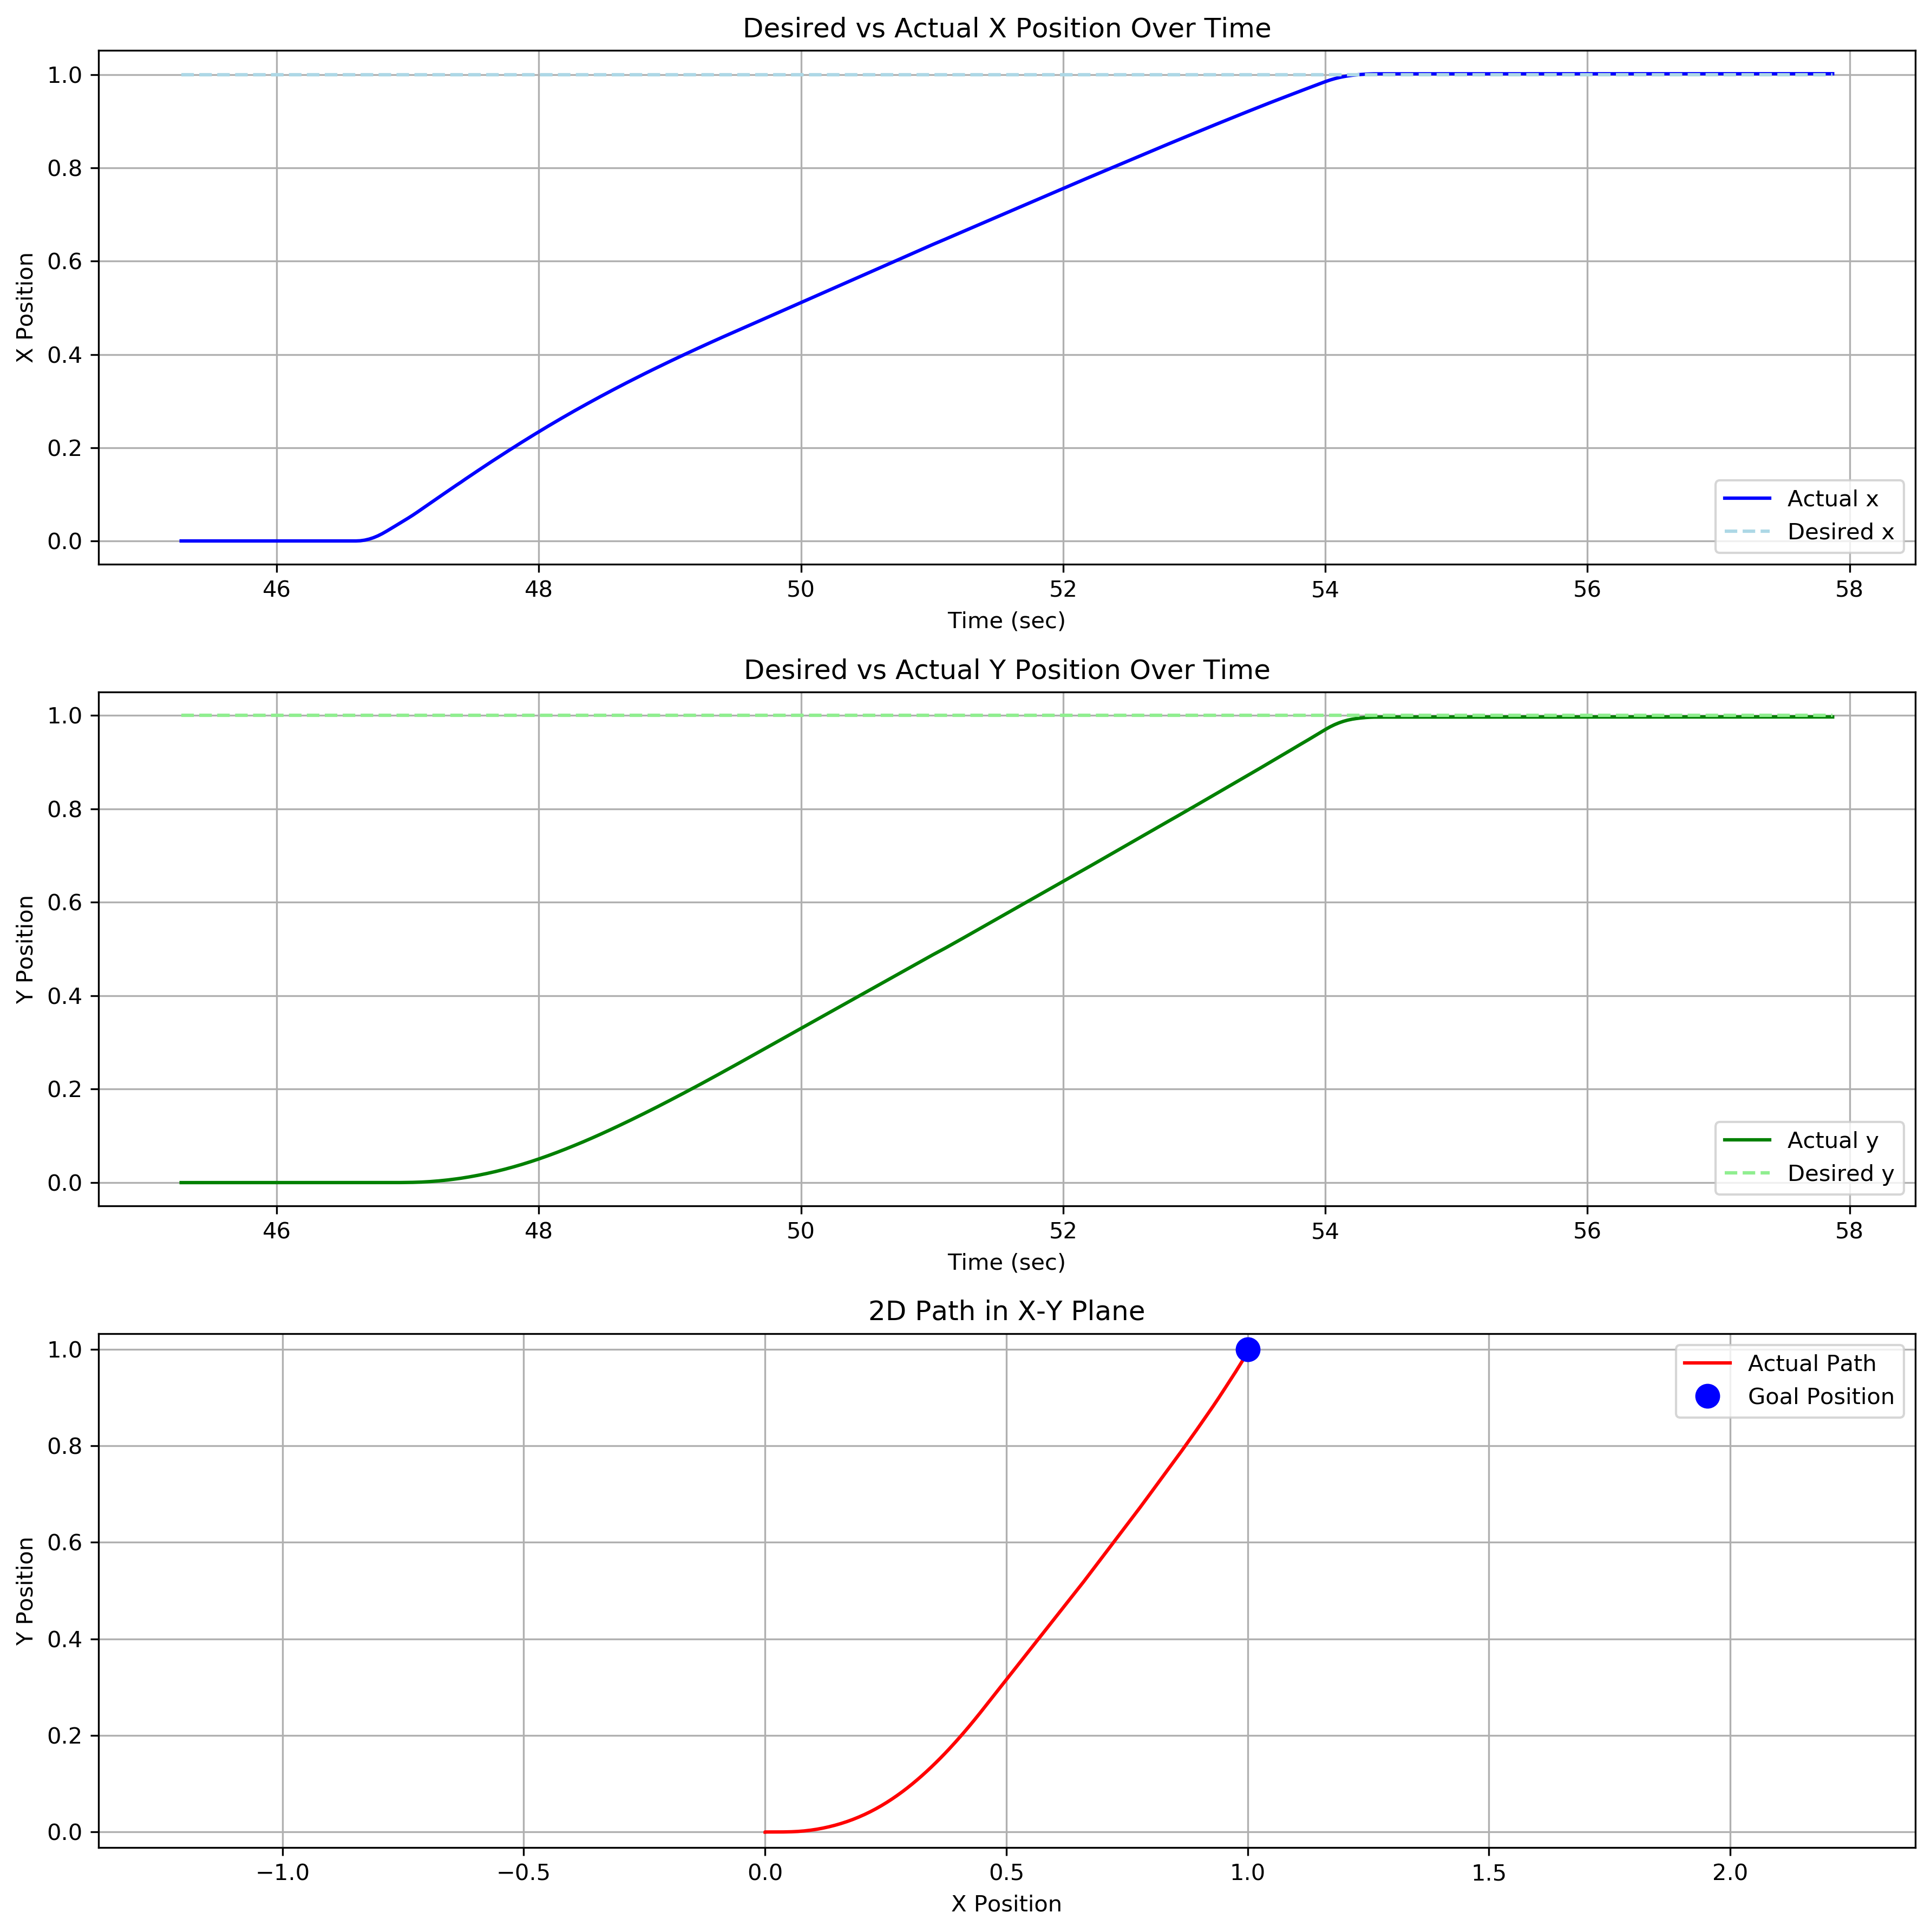 Desired vs Actual X Position Over Time
X Position
1.0
0.8
0.6
0.4
0.2
0.0
Actual x
Desired x
46 48 50 52 54 56 58
Time (sec)
Desired vs Actual Y Position Over Time
Y Position
1.0
0.8
0.6
0.4
0.2
0.0
Actual y
Desired y
46 48 50 52 54 56 58
Time (sec)
2D Path in X-Y Plane
Y Position
1.0
0.8
0.6
0.4
0.2
0.0
Actual Path
Goal Position
−1.0 −0.5 0.0 0.5 1.0 1.5 2.0
X Position